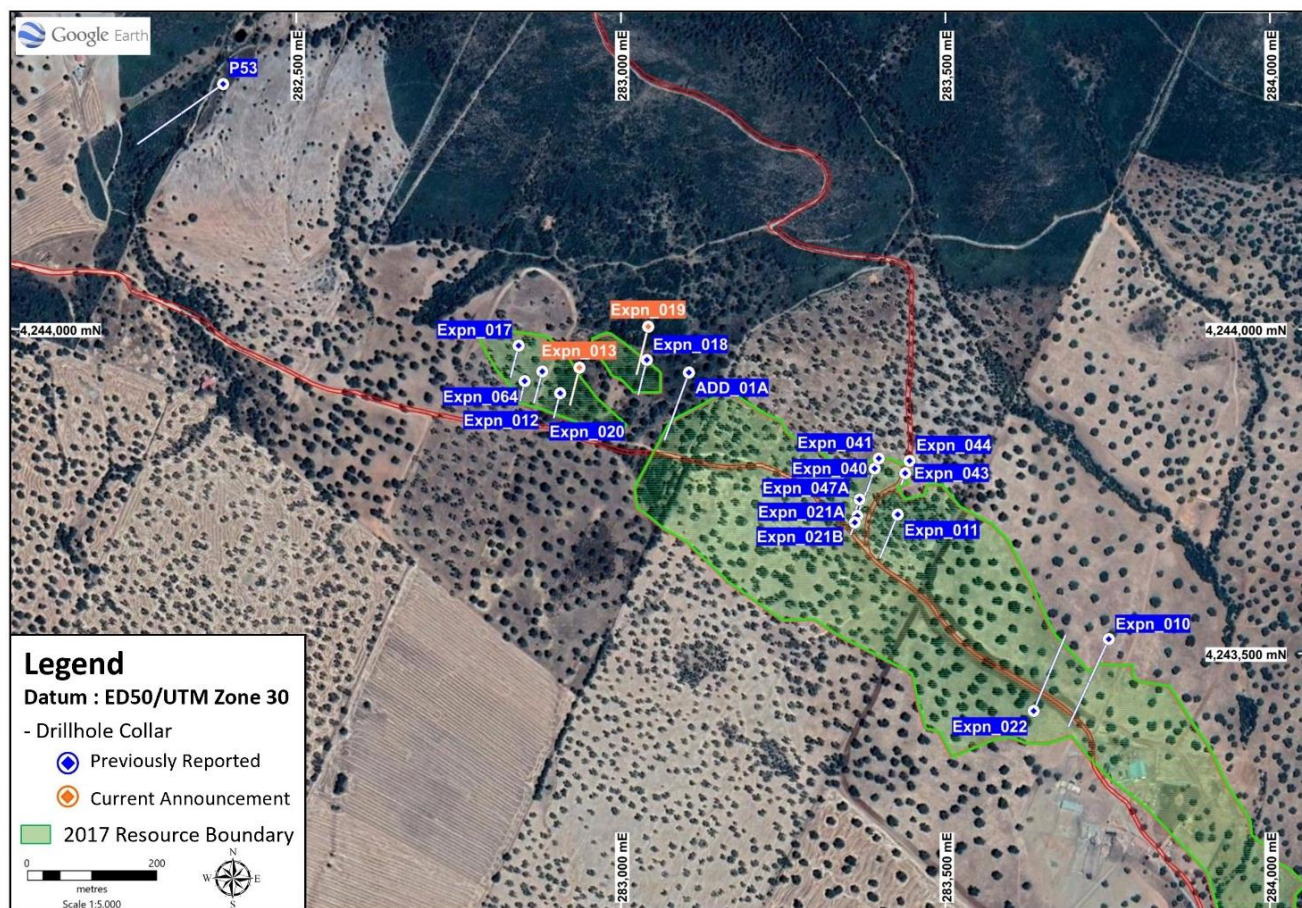 Google Earth
282,500 mE
283,000 mE
283,500 mE
284,000 mE
P53
4,244,000 mN
4,244,000 mN
Expn_019
Expn_017
Expn_013
Expn_018
ADD_01A
Expn_064
Expn_012
Expn_020
Expn_041
Expn_044
Expn_040
Expn_043
Expn_047A
Expn_021A
Expn_011
Expn_021B
Expn_010
4,243,500 mN
Expn_022
Legend
Datum : ED50/UTM Zone 30
- Drillhole Collar
Previously Reported
Current Announcement
2017 Resource Boundary
0 200
metres
Scale 1:5,000
N
W E
S
283,000 mE
283,500 mE
284,000 mE